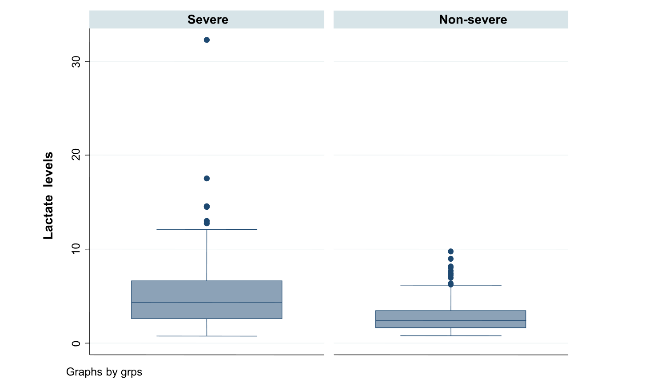 Severe
Non-severe
Lactate levels
30
20
10
0
Graphs by grps